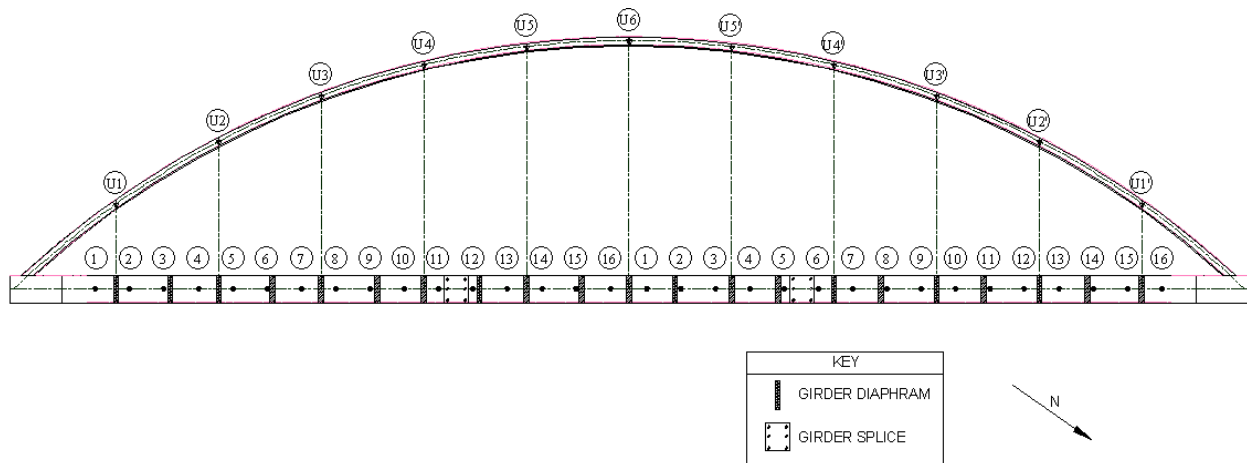 U6
U5 U5'
U4 U4'
U3 U3'
U2 U2'
U1 U1'
1 2 3 4 5 6 7 8 9 10 11 12 13 14 15 16 1 2 3 4 5 6 7 8 9 10 11 12 13 14 15 16
KEY
GIRDER DIAPHRAM
GIRDER SPLICE
N